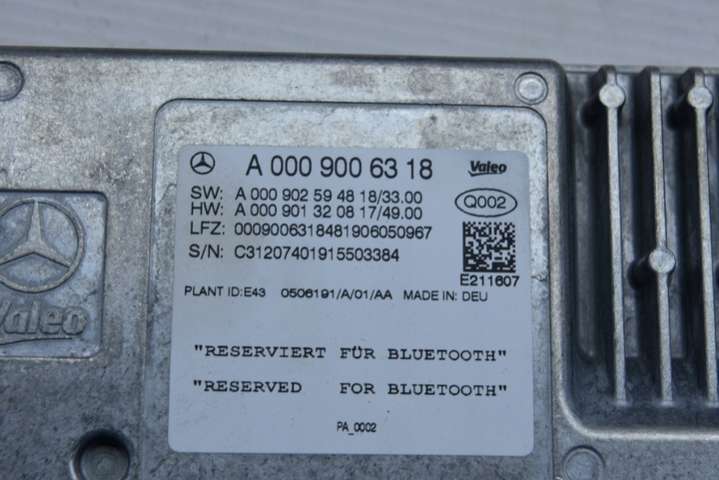 A 000 900 63 18
Valeo
SW: A 000 902 59 48 18/33.00
HW: A 000 901 32 08 17/49.00
Q002
LFZ: 0009006318481906050967
S/N: C31207401915503384
E211607
PLANT ID:E43 0506191/A/01/AA MADE IN: DEU
"RESERVIERT FÜR BLUETOOTH"
"RESERVED FOR BLUETOOTH"
PA_0002
Valeo